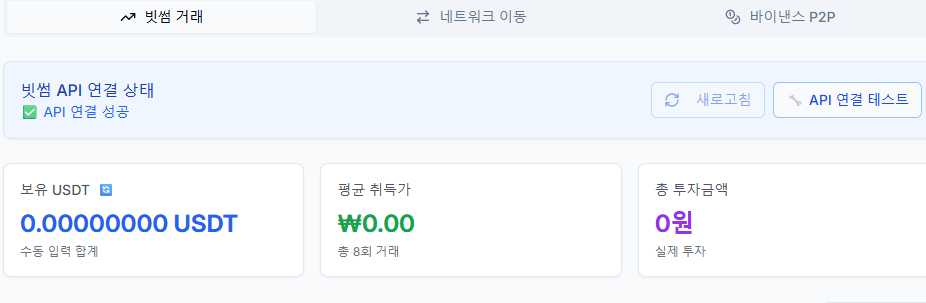 빗썸 거래
네트워크 이동
바이낸스 P2P
빗썸 API 연결 상태
✅ API 연결 성공
새로고침
🔧 API 연결 테스트
보유 USDT 🔄
0.00000000 USDT
수동 입력 합계
평균 취득가
₩0.00
총 8회 거래
총 투자금액
0원
실제 투자